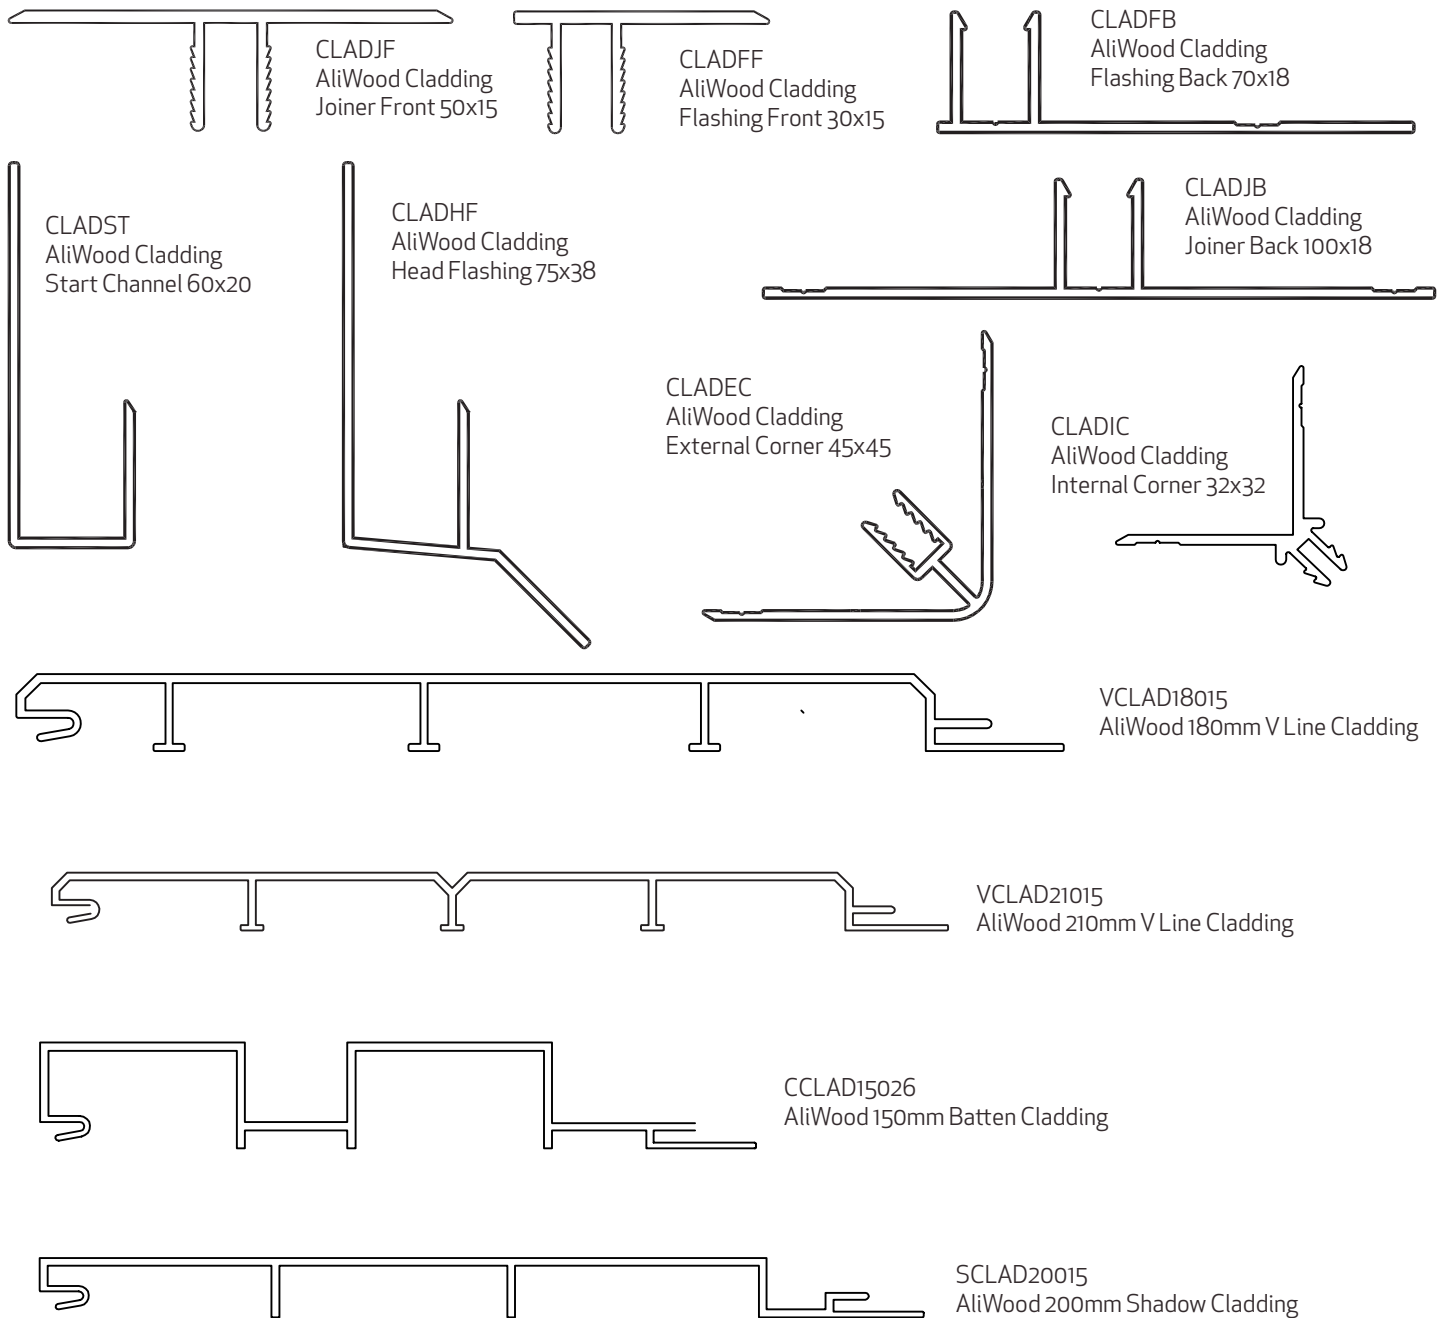 CLADJF
AliWood Cladding
Joiner Front 50x15
CLADFF
AliWood Cladding
Flashing Front 30x15
CLADFB
AliWood Cladding
Flashing Back 70x18
CLADST
AliWood Cladding
Start Channel 60x20
CLADHF
AliWood Cladding
Head Flashing 75x38
CLADJB
AliWood Cladding
Joiner Back 100x18
CLADEC
AliWood Cladding
External Corner 45x45
CLADIC
AliWood Cladding
Internal Corner 32x32
VCLAD18015
AliWood 180mm V Line Cladding
VCLAD21015
AliWood 210mm V Line Cladding
CCLAD15026
AliWood 150mm Batten Cladding
SCLAD20015
AliWood 200mm Shadow Cladding